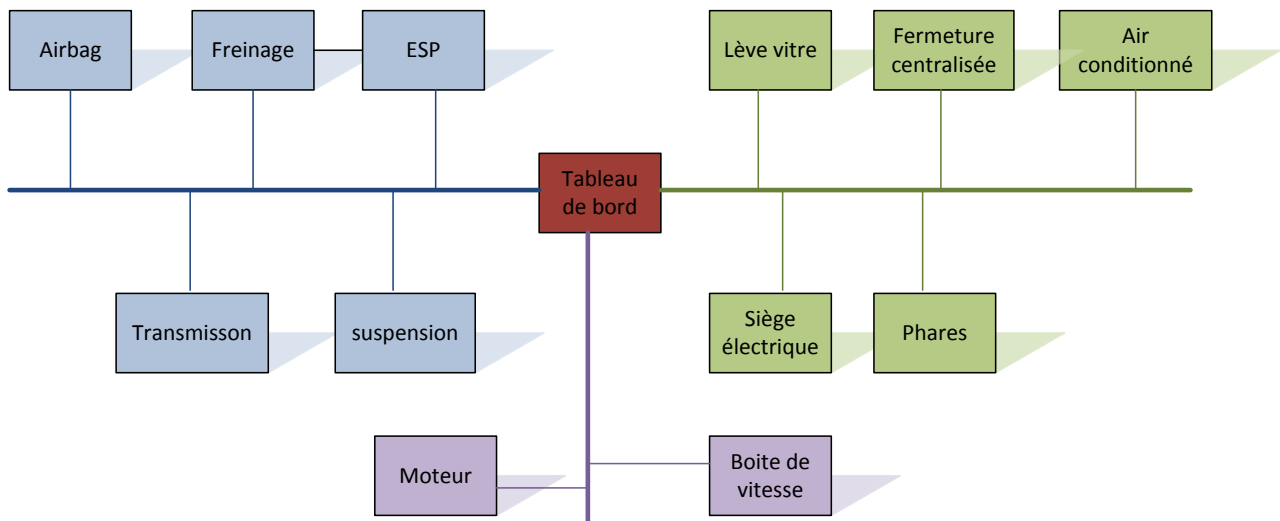 Airbag
Freinage
ESP
Lève vitre
Fermeture
centralisée
Air
conditionné
Tableau
de bord
Transmisson
suspension
Siège
électrique
Phares
Moteur
Boite de
vitesse